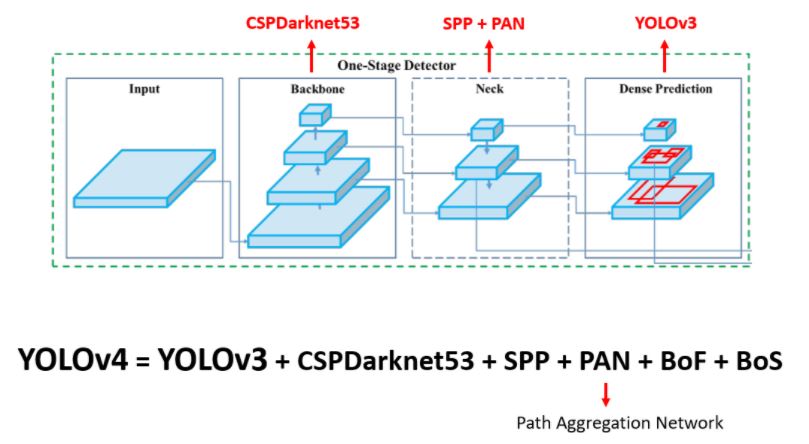 CSPDarknet53 SPP + PAN YOLOv3
One-Stage Detector
Input Backbone Neck Dense Prediction
YOLOv4 = YOLOv3 + CSPDarknet53 + SPP + PAN + BoF + BoS
Path Aggregation Network